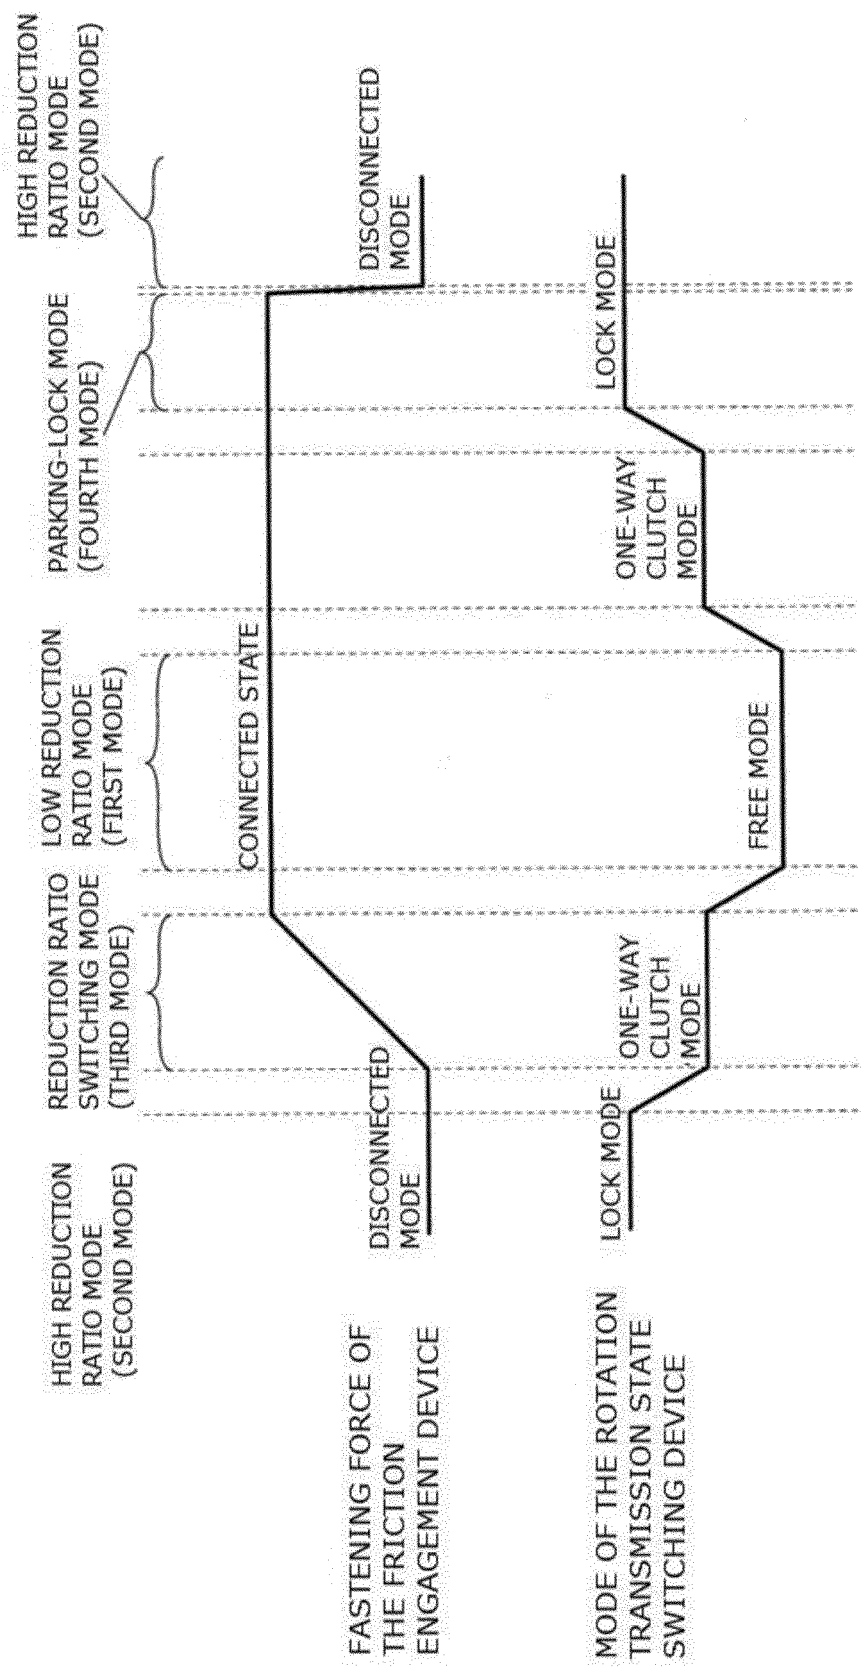 HIGH REDUCTION
RATIO MODE
(SECOND MODE)
REDUCTION RATIO
SWITCHING MODE
(THIRD MODE)
LOW REDUCTION
RATIO MODE
(FIRST MODE)
PARKING-LOCK MODE
(FOURTH MODE)
HIGH REDUCTION
RATIO MODE
(SECOND MODE)
FASTENING FORCE OF
THE FRICTION
ENGAGEMENT DEVICE
DISCONNECTED
MODE
CONNECTED STATE
DISCONNECTED
MODE
MODE OF THE ROTATION
TRANSMISSION STATE
SWITCHING DEVICE
LOCK MODE
ONE-WAY
CLUTCH
MODE
FREE MODE
ONE-WAY
CLUTCH
MODE
LOCK MODE